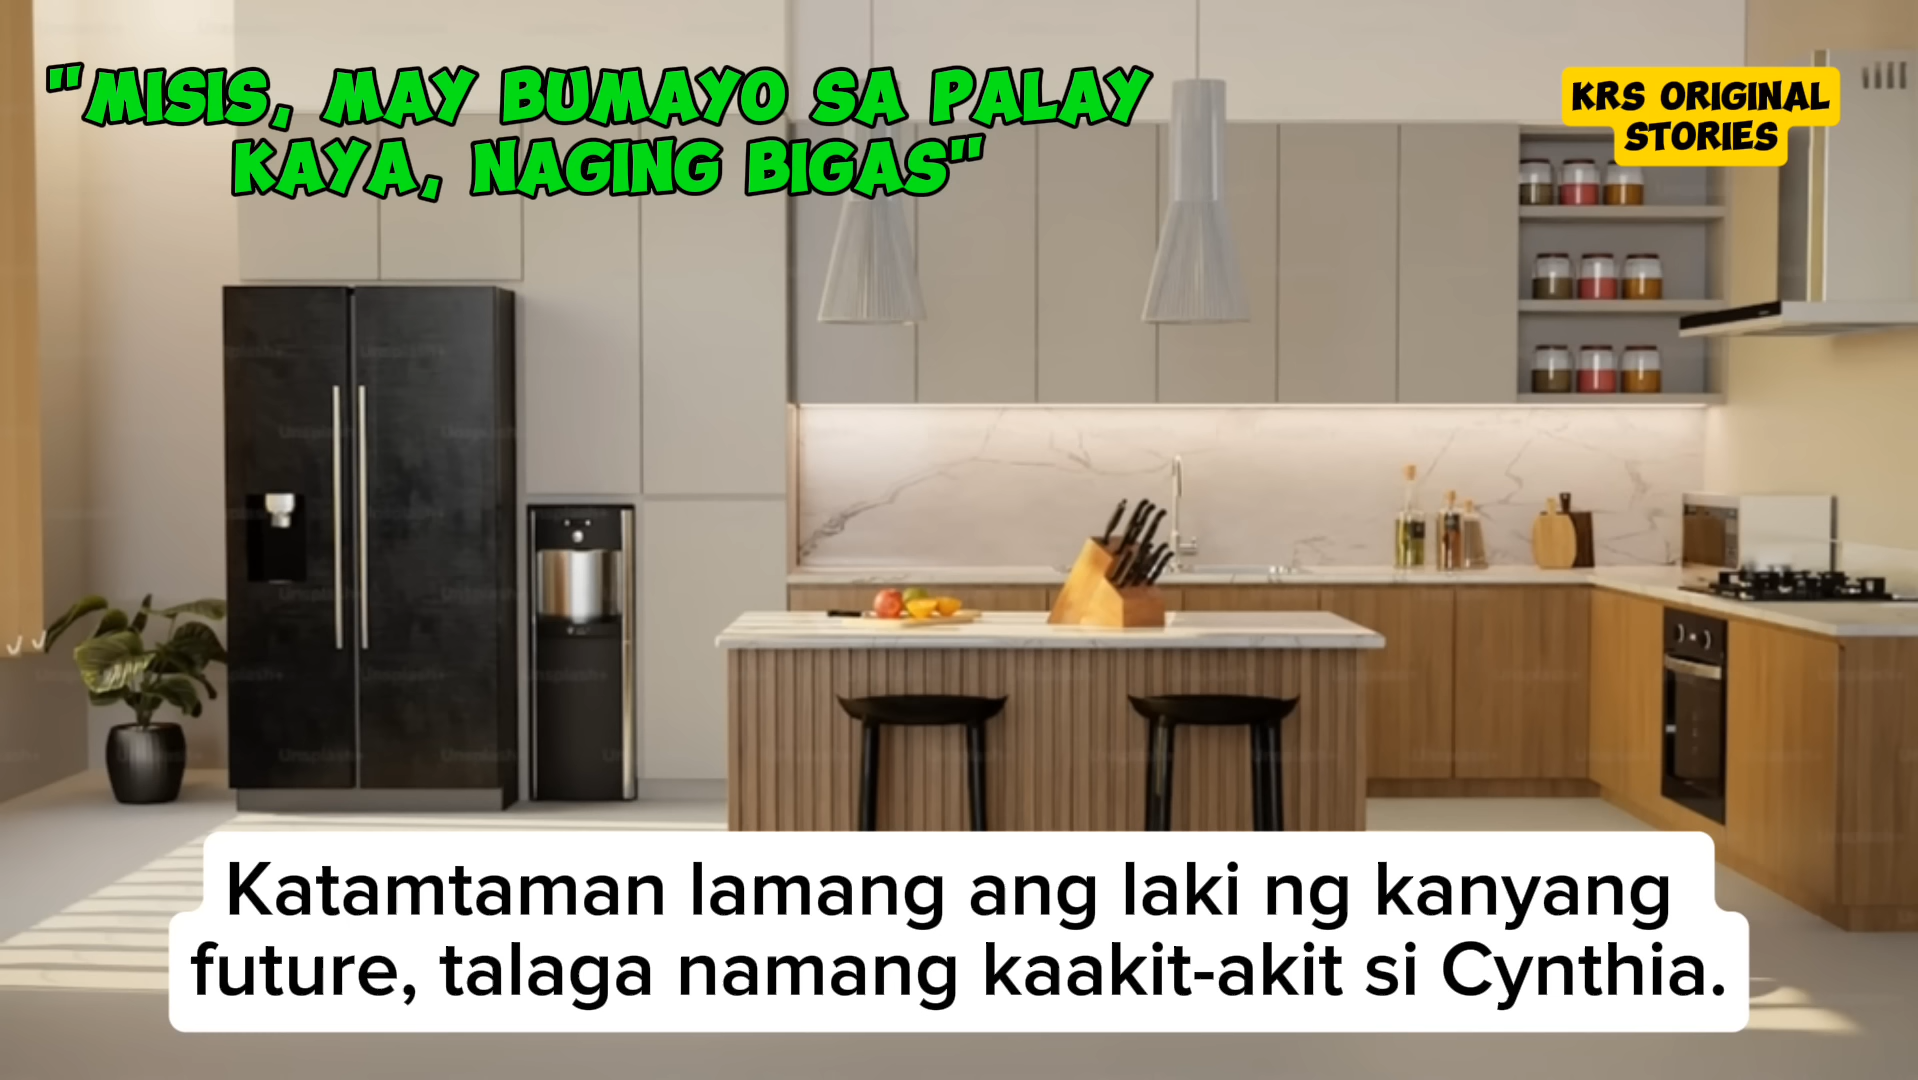 "MISIS, MAY BUMAYO SA PALAY
KAYA, NAGING BIGAS"
KRS ORIGINAL
STORIES
Katamtaman lamang ang laki ng kanyang
future, talaga namang kaakit-akit si Cynthia.